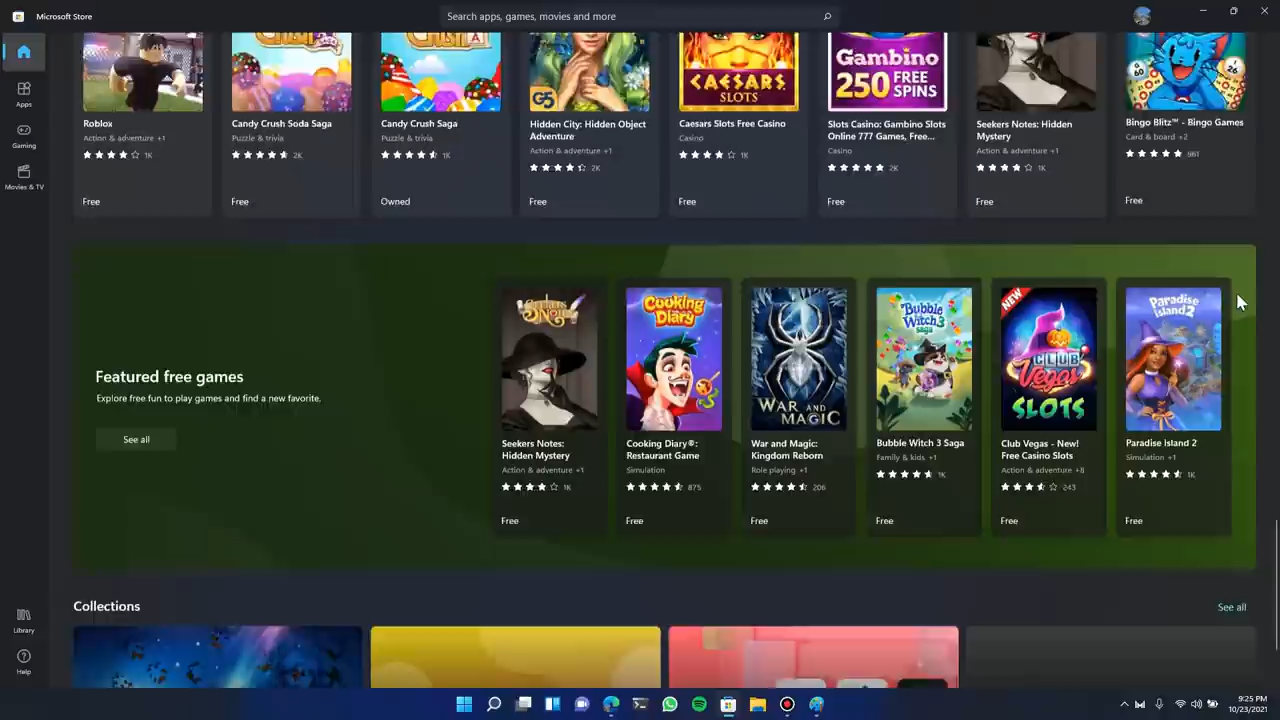 Microsoft Store
Search apps, games, movies and more
Apps
Gaming
Movies & TV
Library
Help
CAESARS
SLOTS
G5
Gambino
250 FREE
SPINS
Roblox
Action & adventure +1
1K
Free
Candy Crush Soda Saga
Puzzle & trivia
2K
Free
Candy Crush Saga
Puzzle & trivia
1K
Owned
Hidden City: Hidden Object
Adventure
Action & adventure +1
2K
Free
Caesars Slots Free Casino
Casino
1K
Free
Slots Casino: Gambino Slots
Online 777 Games, Free...
Casino
2K
Free
Seekers Notes: Hidden
Mystery
Action & adventure +1
1K
Free
Bingo Blitz™ - Bingo Games
Card & board +2
861
Free
Featured free games
Explore free fun to play games and find a new favorite.
See all
Seekers
Notes
Seekers Notes:
Hidden Mystery
Action & adventure +1
1K
Free
Cooking
Diary
Cooking Diary®:
Restaurant Game
Simulation
875
Free
WAR AND
MAGIC
War and Magic:
Kingdom Reborn
Role playing +1
206
Free
Bubble
Witch 3
saga
Bubble Witch 3 Saga
Family & kids +1
1K
Free
NEW
CLUB
Vegas
SLOTS
Club Vegas - New!
Free Casino Slots
Action & adventure +8
243
Free
Paradise
Island 2
Paradise Island 2
Simulation +1
1K
Free
Collections
See all
9:25 PM
10/23/2021